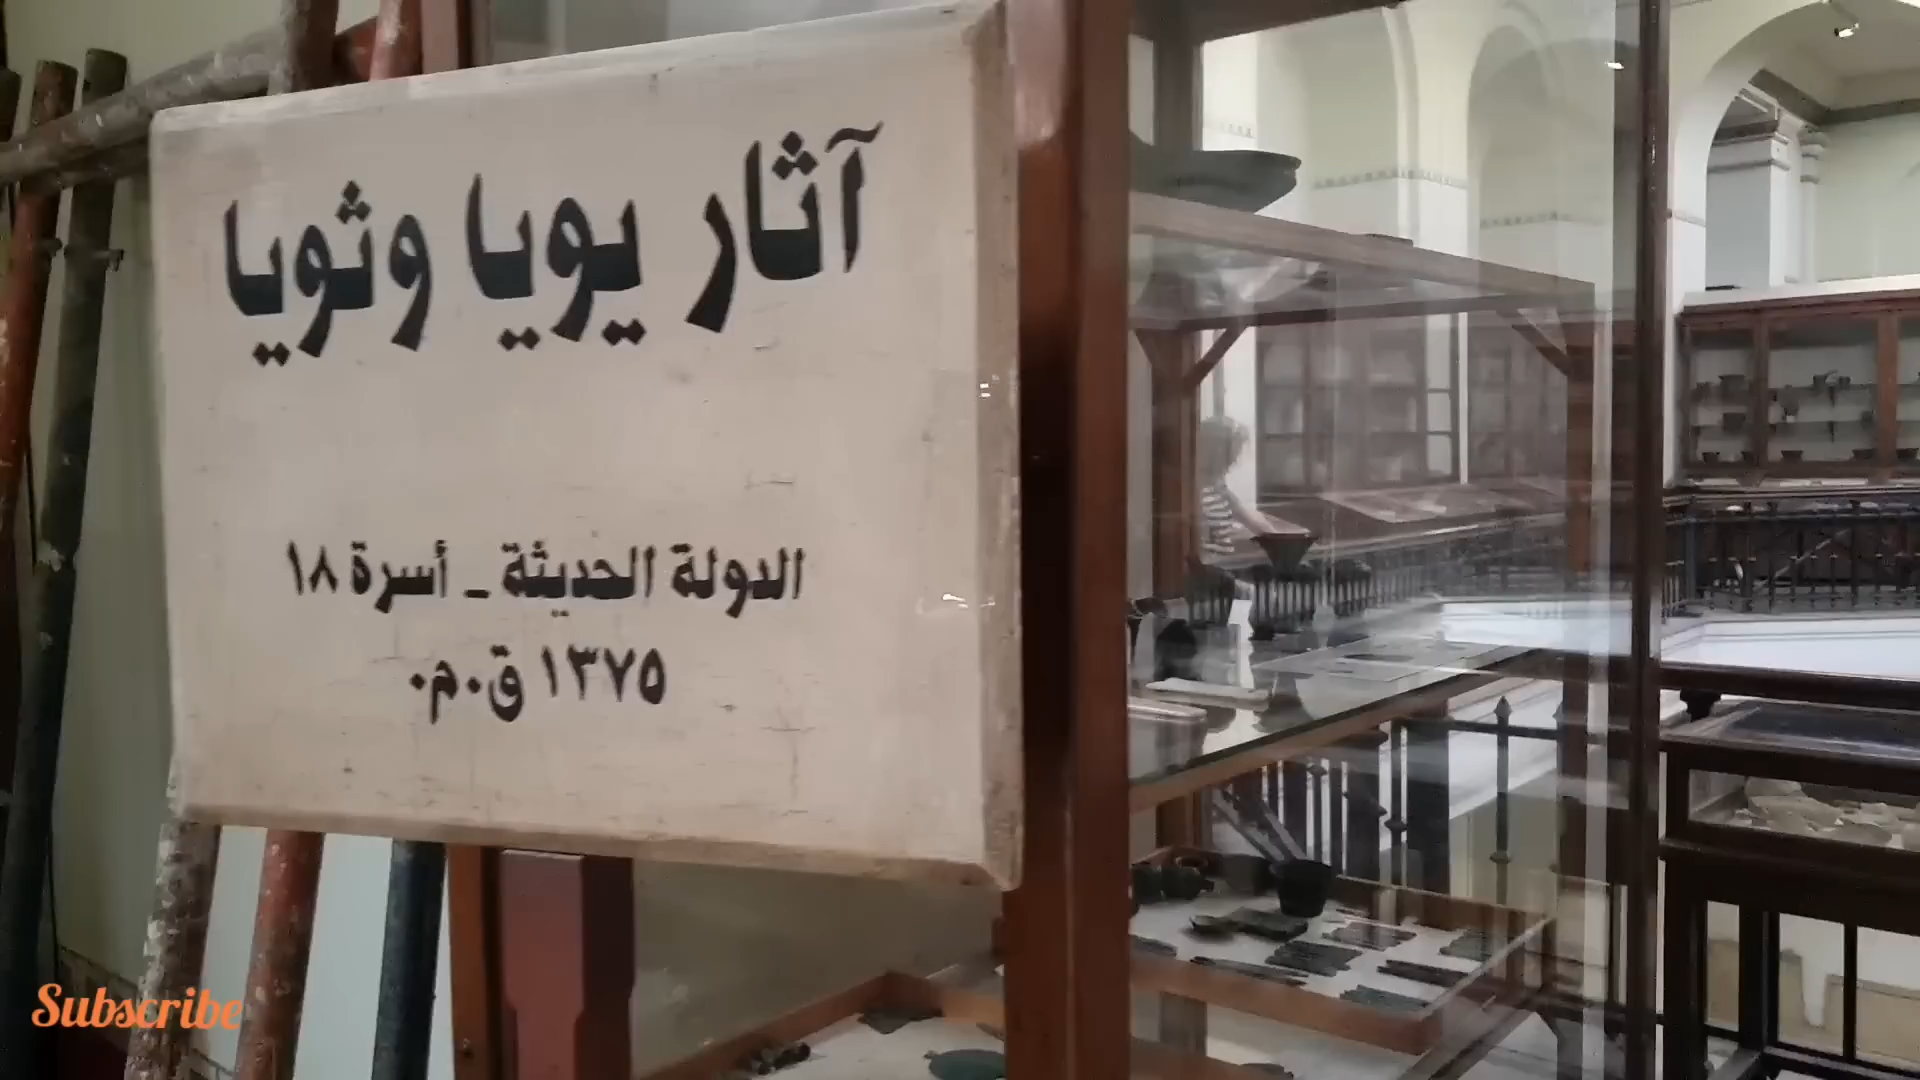 آثار يويا وثويا
الدولة الحديثة - أسرة ١٨
١٣٧٥ ق.م.
Subscribe